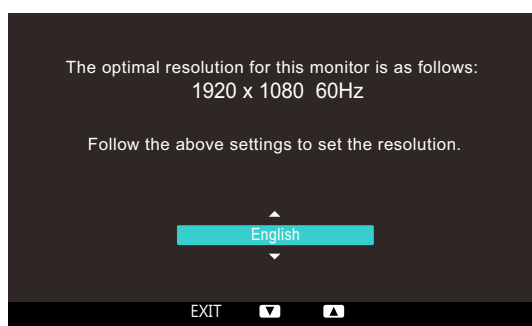 The optimal resolution for this monitor is as follows:
1920 x 1080 60Hz
Follow the above settings to set the resolution.
English
EXIT